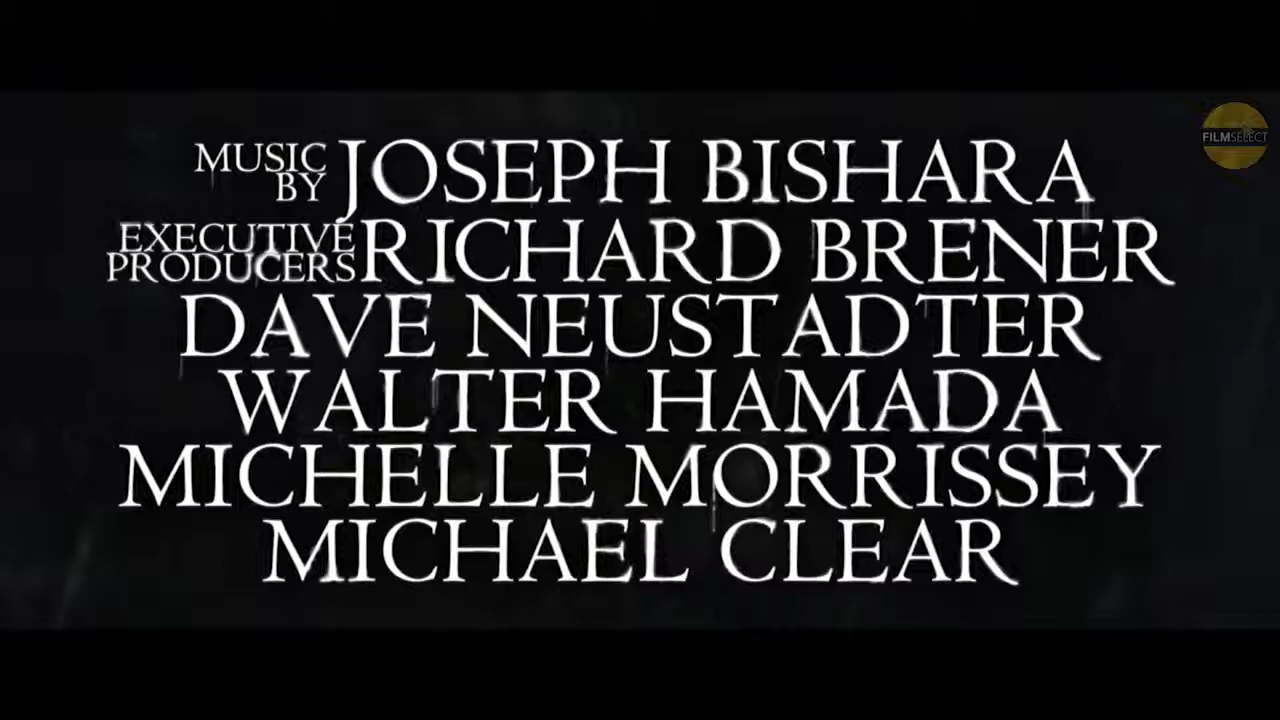 FILMSELECT
MUSIC BY JOSEPH BISHARA
EXECUTIVE PRODUCERS RICHARD BRENER
DAVE NEUSTADTER
WALTER HAMADA
MICHELLE MORRISSEY
MICHAEL CLEAR